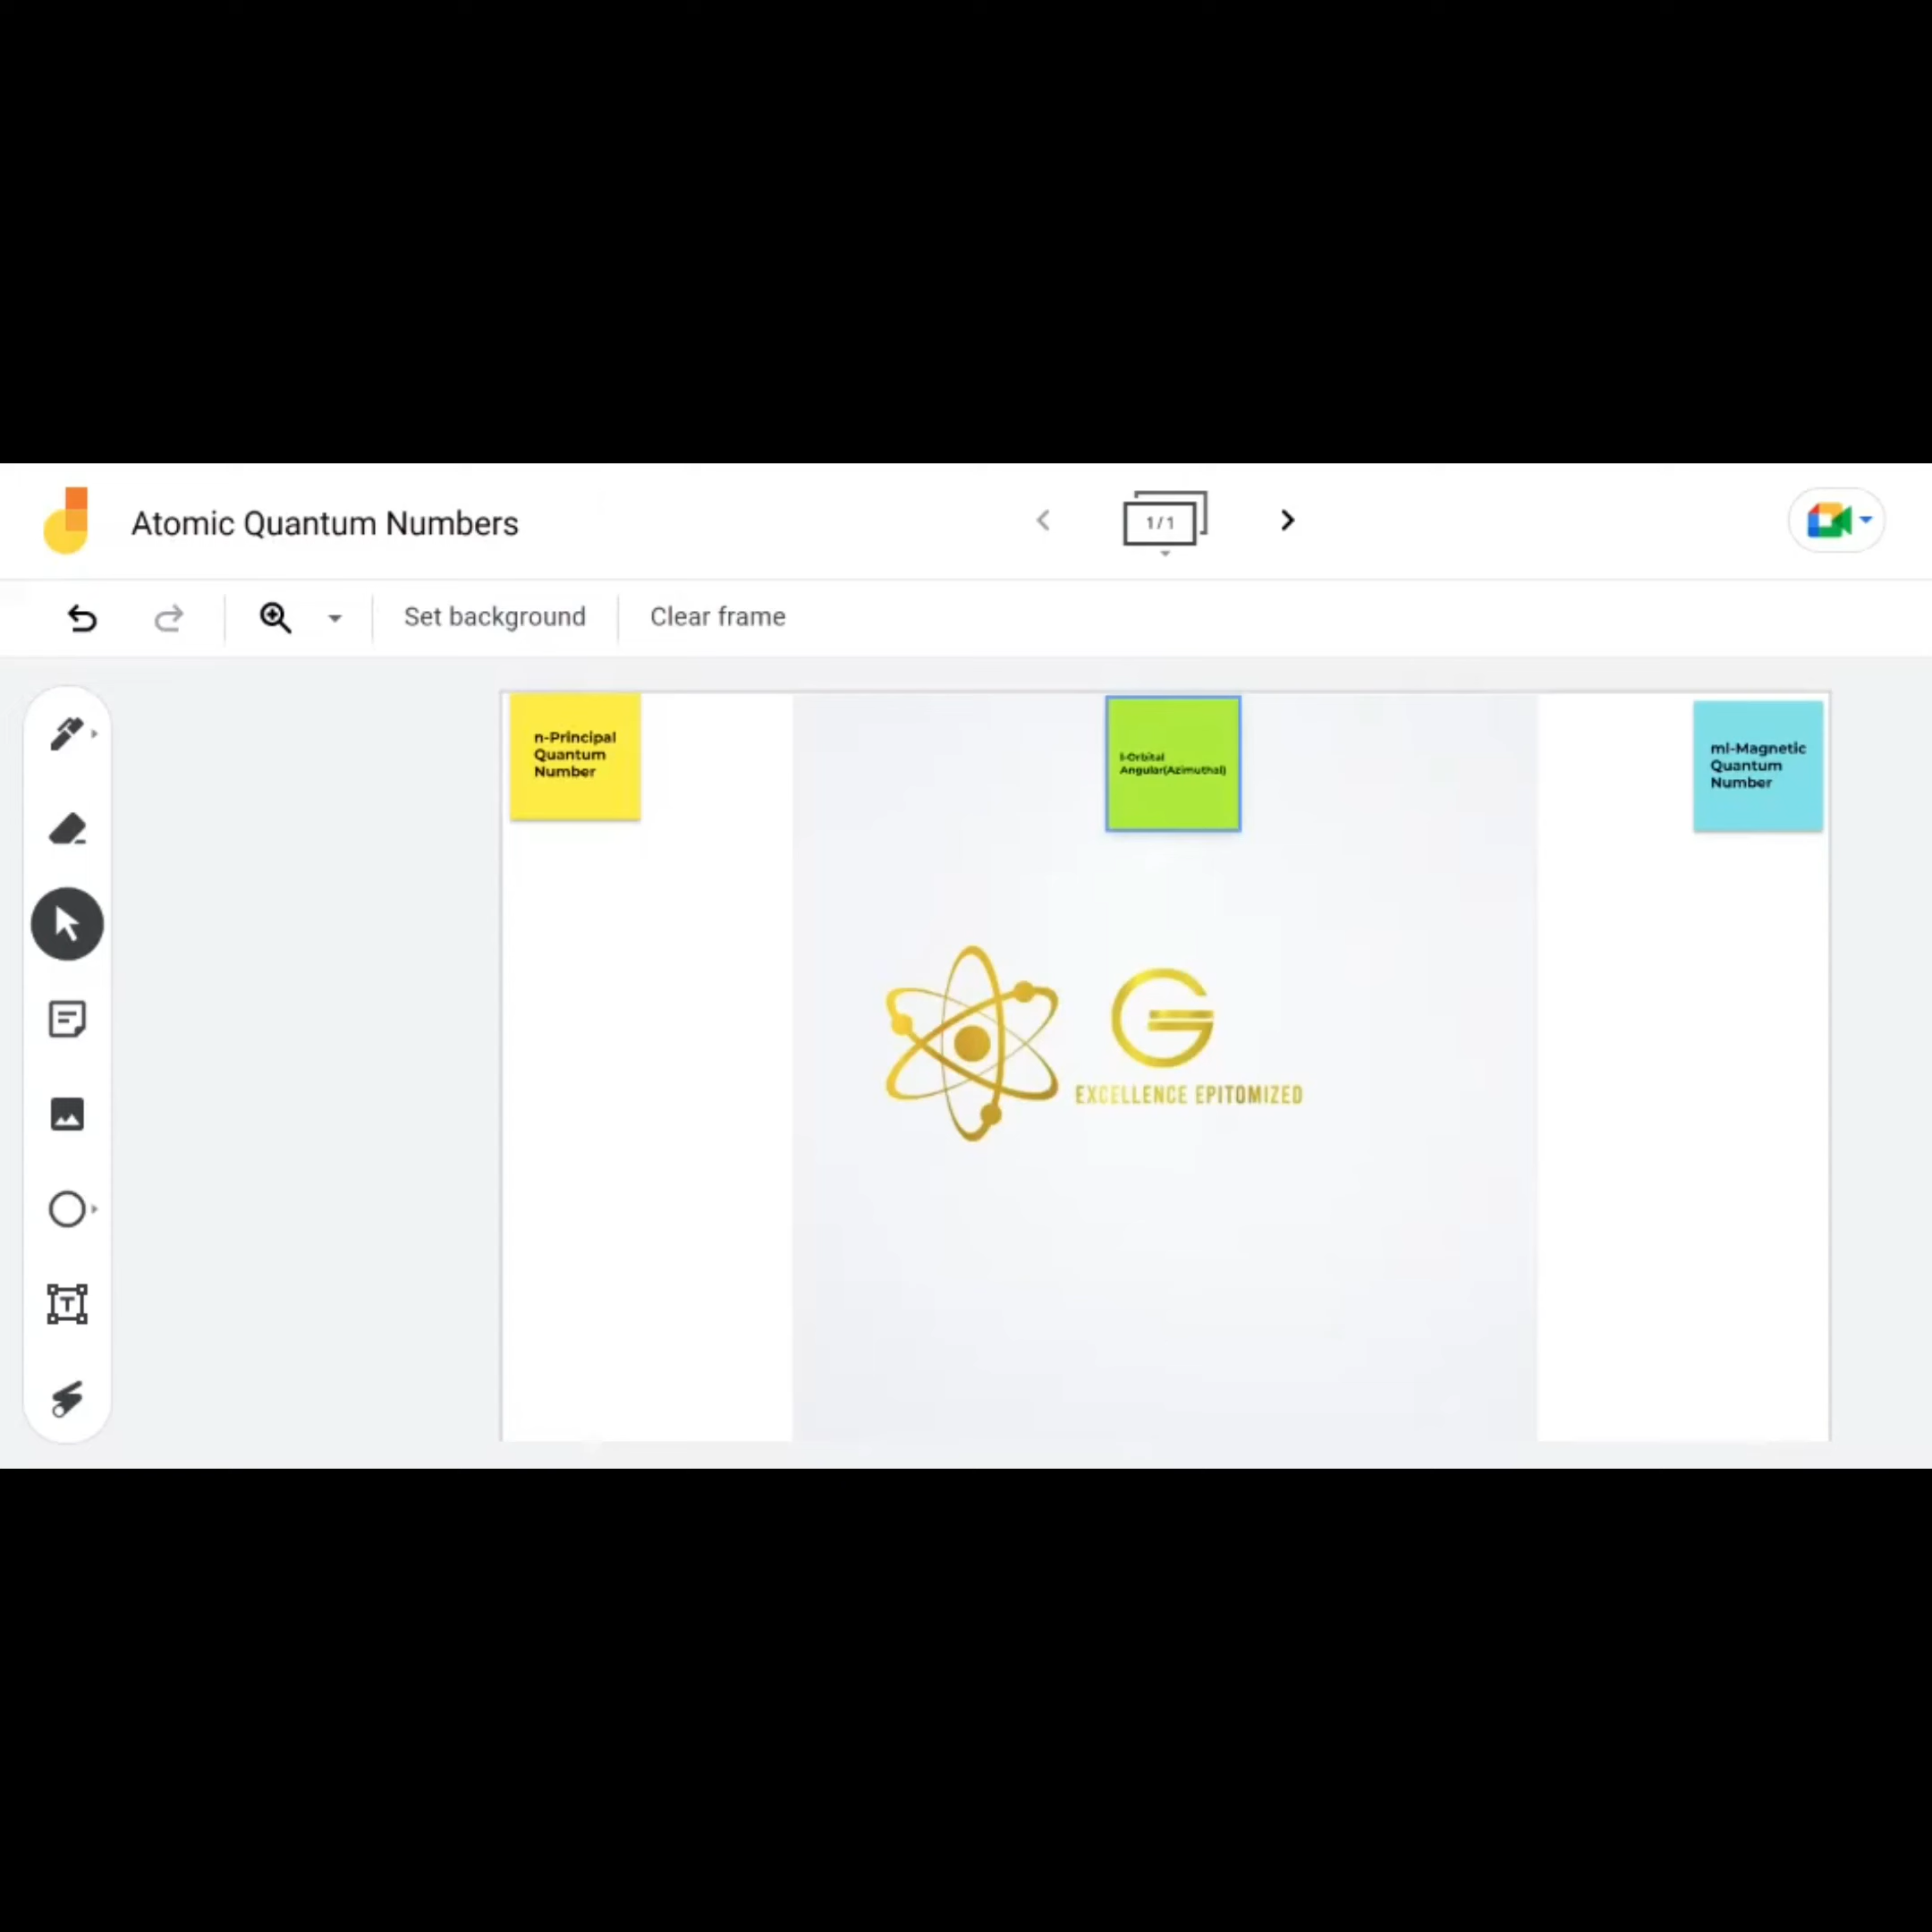 Atomic Quantum Numbers
1/1
Set background
Clear frame
n-Principal
Quantum
Number
l-Orbital
Angular(Azimuthal)
ml-Magnetic
Quantum
Number
G
EXCELLENCE EPITOMIZED